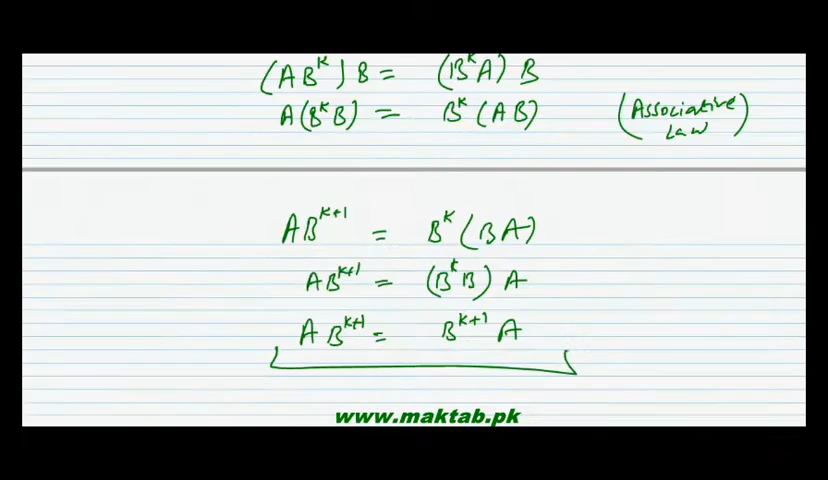 (AB^k) B = (B^k A) B
A(B^k B) = B^k (AB) (Associative Law)
AB^{k+1} = B^k (BA)
AB^{k+1} = (B^k B) A
AB^{k+1} = B^{k+1} A
www.maktab.pk